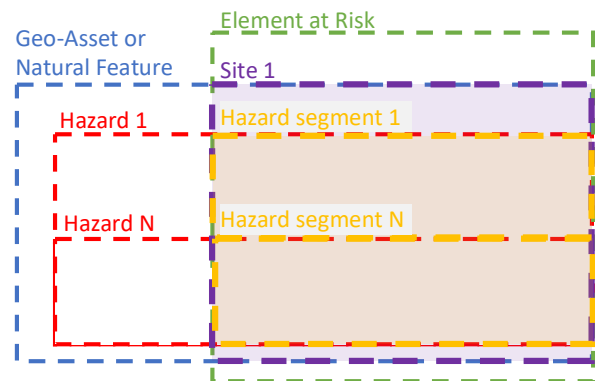 Element at Risk
Geo-Asset or
Natural Feature
Site 1
Hazard 1
Hazard segment 1
Hazard N
Hazard segment N